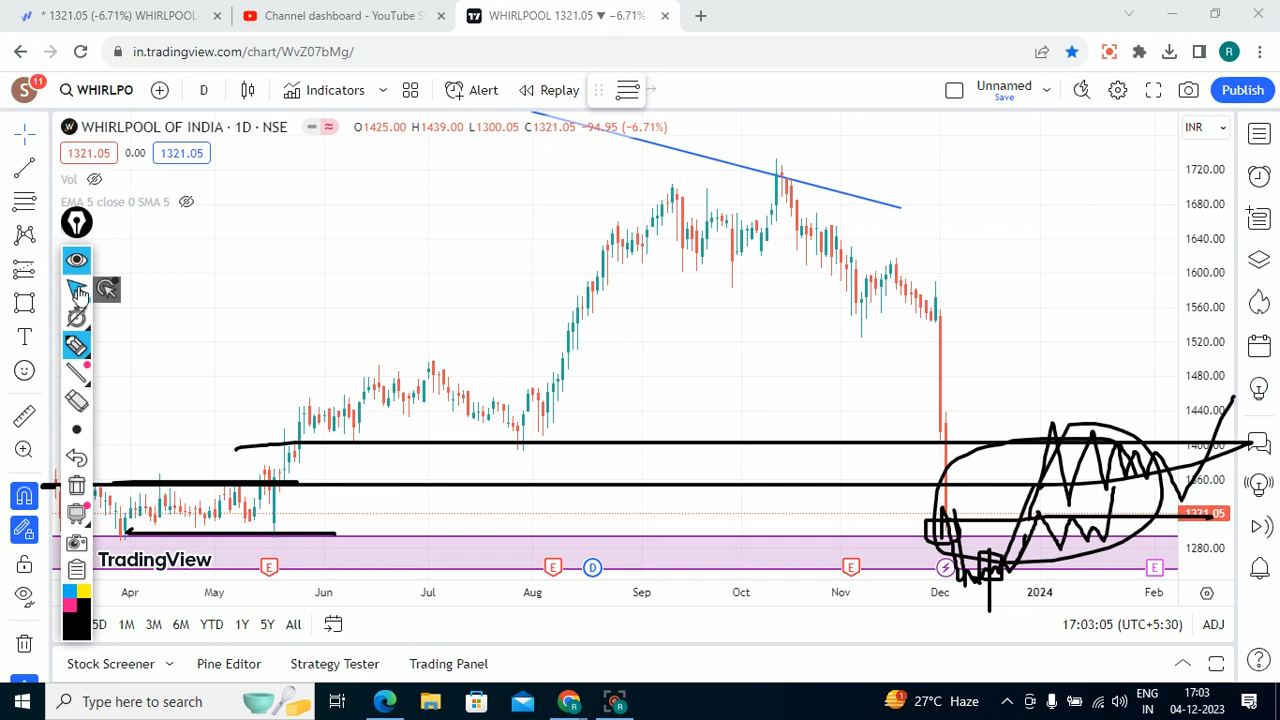 * 1321.05 (-6.71%) WHIRLPOOL
Channel dashboard - YouTube S
WHIRLPOOL 1321.05 ▼ −6.71%
in.tradingview.com/chart/WvZ07bMg/
R
S
11
WHIRLPO
D
Indicators
Alert
Replay
Unnamed
Save
Publish
WHIRLPOOL OF INDIA · 1D · NSE
O1425.00 H1439.00 L1300.05 C1321.05 −94.95 (−6.71%)
INR
1321.05 0.00 1321.05
Vol
EMA 5 close 0 SMA 5
1720.00
1680.00
1640.00
1600.00
1560.00
1520.00
1480.00
1440.00
1400.00
1360.00
1321.05
1280.00
TradingView
E E D E E
Apr May Jun Jul Aug Sep Oct Nov Dec 2024 Feb
5D 1M 3M 6M YTD 1Y 5Y All
17:03:05 (UTC+5:30)
ADJ
Stock Screener
Pine Editor
Strategy Tester
Trading Panel
Type here to search
27°C Haze
ENG
IN
17:03
04-12-2023